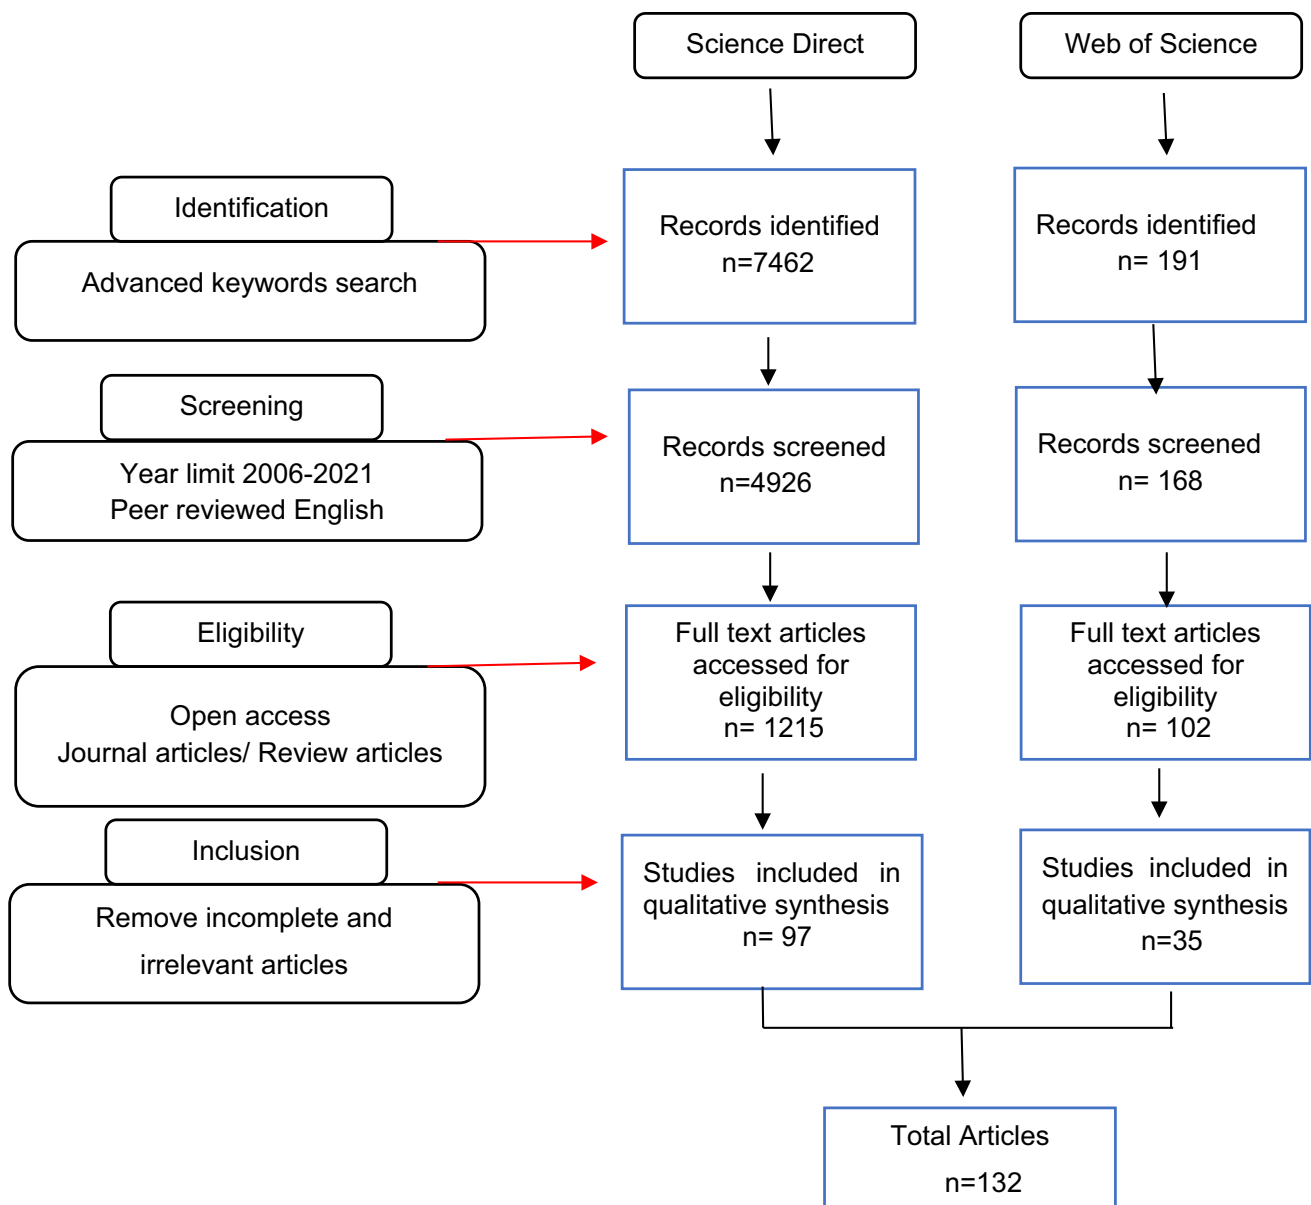 Science Direct
Web of Science
Identification
Advanced keywords search
Records identified
n=7462
Records identified
n= 191
Screening
Year limit 2006-2021
Peer reviewed English
Records screened
n=4926
Records screened
n= 168
Eligibility
Open access
Journal articles/ Review articles
Full text articles
accessed for
eligibility
n= 1215
Full text articles
accessed for
eligibility
n= 102
Inclusion
Remove incomplete and
irrelevant articles
Studies included in
qualitative synthesis
n= 97
Studies included in
qualitative synthesis
n=35
Total Articles
n=132